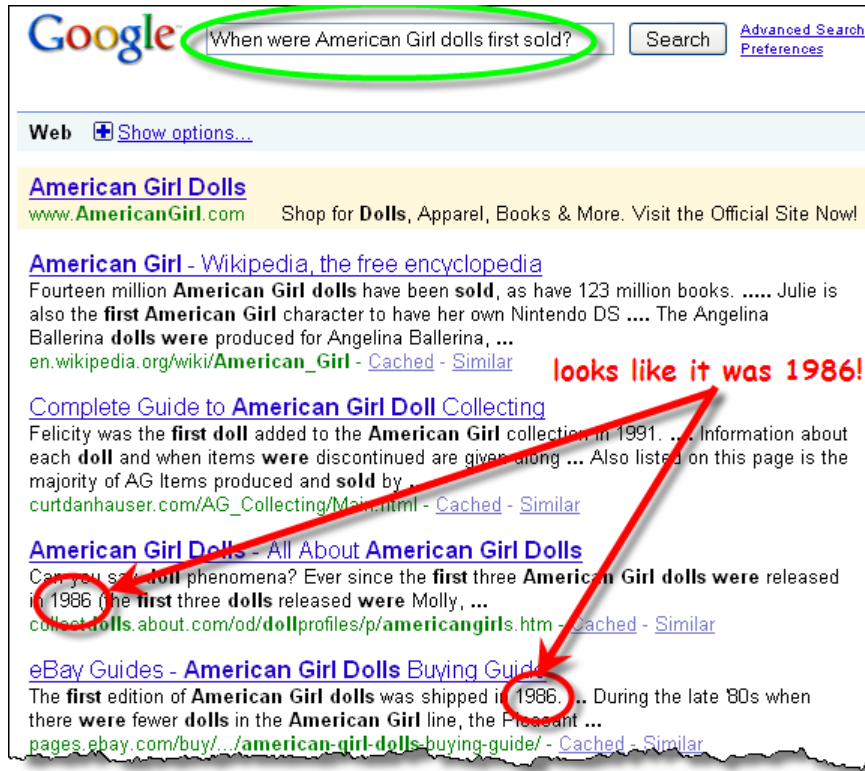 Google When were American Girl dolls first sold? Search Advanced Search
Preferences
Web Show options...
American Girl Dolls
www.AmericanGirl.com Shop for Dolls, Apparel, Books & More. Visit the Official Site Now!
American Girl - Wikipedia, the free encyclopedia
Fourteen million American Girl dolls have been sold, as have 123 million books. ..... Julie is
also the first American Girl character to have her own Nintendo DS .... The Angelina
Ballerina dolls were produced for Angelina Ballerina, ...
en.wikipedia.org/wiki/American_Girl - Cached - Similar
looks like it was 1986!
Complete Guide to American Girl Doll Collecting
Felicity was the first doll added to the American Girl collection in 1991. .... Information about
each doll and when items were discontinued are given along ... Also listed on this page is the
majority of AG Items produced and sold by ...
curtdanhauser.com/AG_Collecting/Main.html - Cached - Similar
American Girl Dolls - All About American Girl Dolls
Can you say doll phenomena? Ever since the first three American Girl dolls were released
in 1986 (the first three dolls released were Molly, ...
collectdolls.about.com/od/dollprofiles/p/americangirls.htm - Cached - Similar
eBay Guides - American Girl Dolls Buying Guide
The first edition of American Girl dolls was shipped in 1986. ... During the late '80s when
there were fewer dolls in the American Girl line, the Pleasant ...
pages.ebay.com/buy/.../american-girl-dolls-buying-guide/ - Cached - Similar